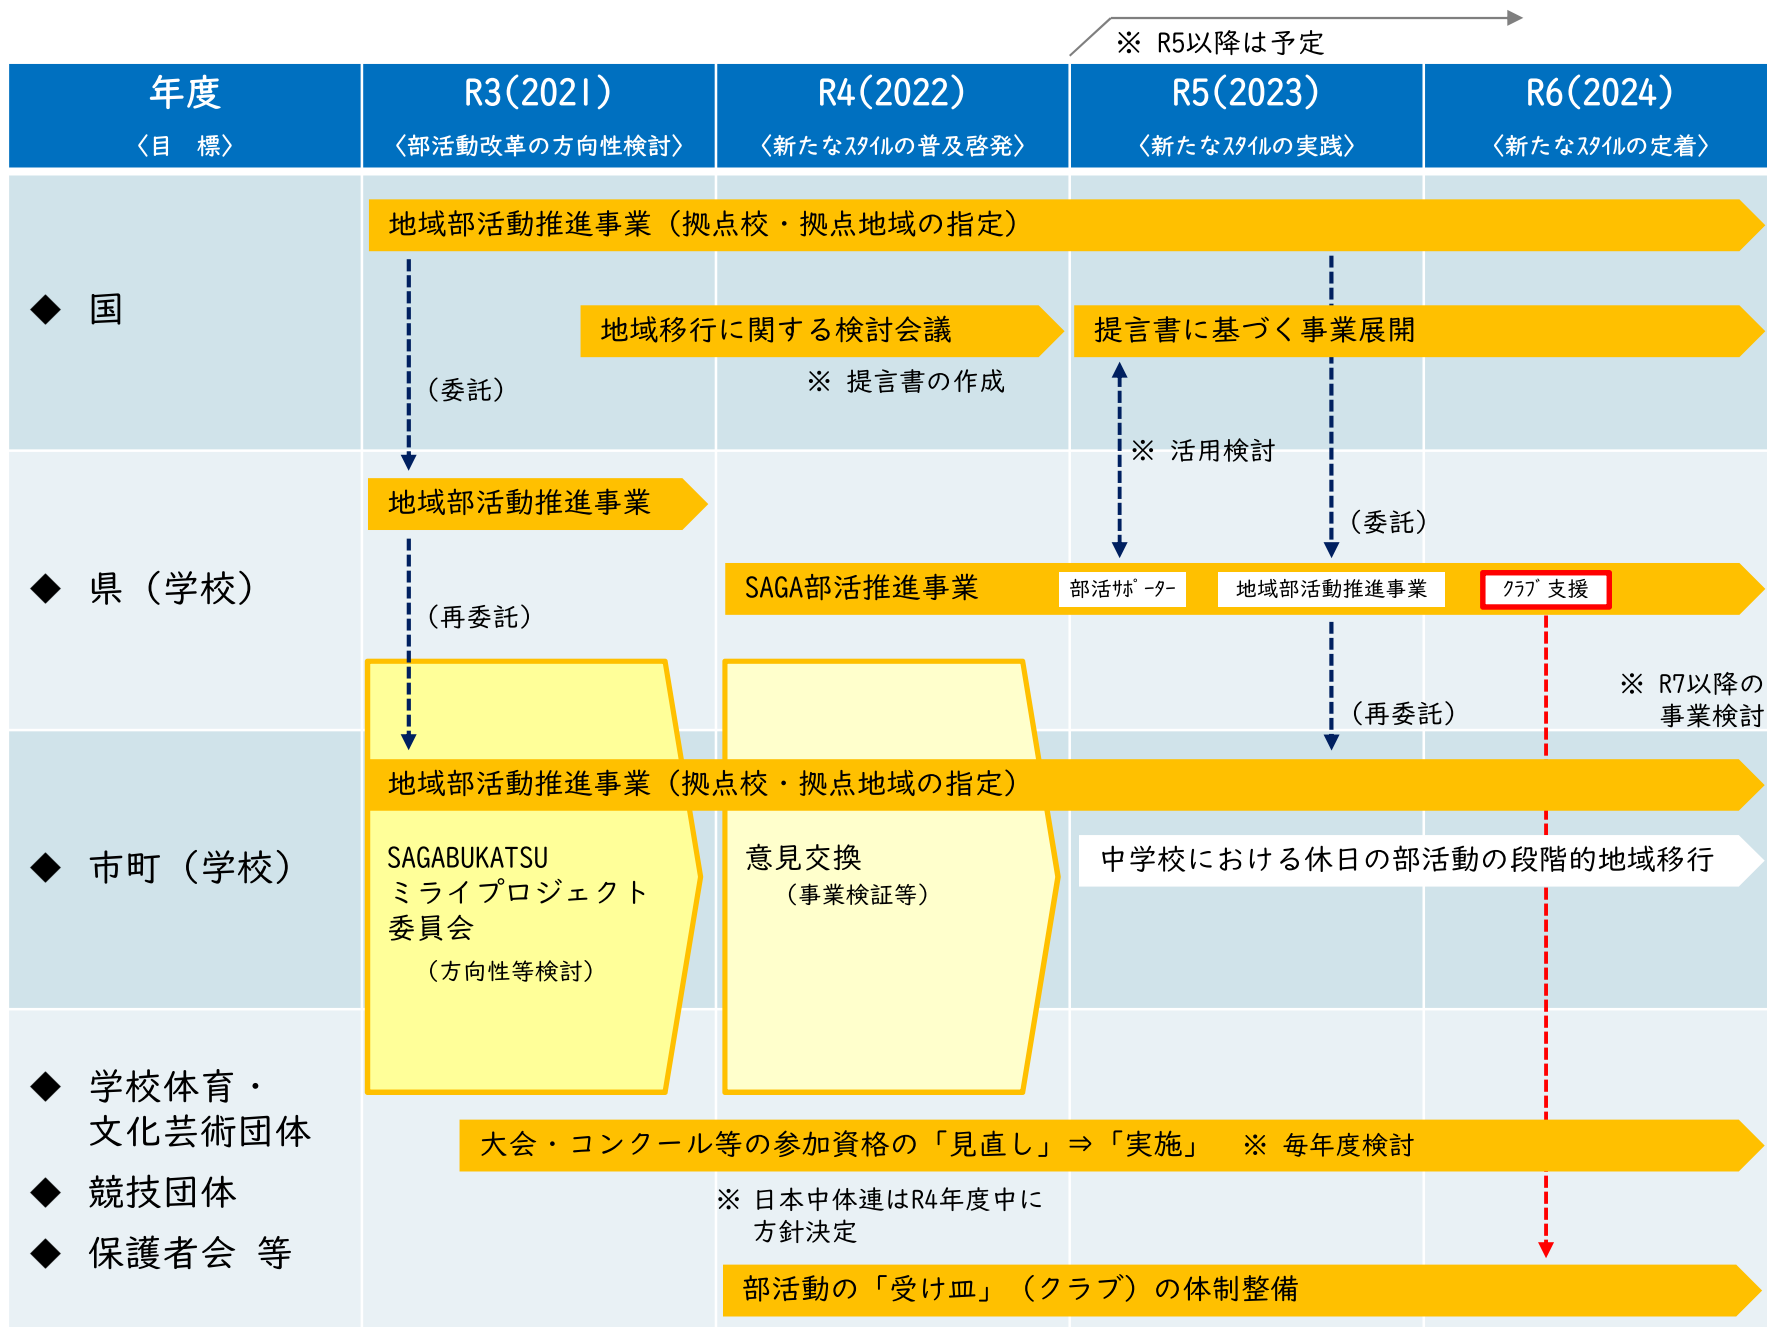 ※ R5以降は予定
年度
R3(2021)
R4(2022)
R5(2023)
R6(2024)
〈目　標〉
〈部活動改革の方向性検討〉
〈新たなｽﾀｲﾙの普及啓発〉
〈新たなｽﾀｲﾙの実践〉
〈新たなｽﾀｲﾙの定着〉
◆ 国
地域部活動推進事業（拠点校・拠点地域の指定）
地域移行に関する検討会議
提言書に基づく事業展開
※ 提言書の作成
（委託）
※ 活用検討
◆ 県（学校）
地域部活動推進事業
（委託）
SAGA部活推進事業
部活ｻﾎﾟｰﾀｰ
地域部活動推進事業
ｸﾗﾌﾞ支援
（再委託）
（再委託）
※ R7以降の
事業検討
◆ 市町（学校）
地域部活動推進事業（拠点校・拠点地域の指定）
SAGABUKATSU
ミライプロジェクト
委員会
（方向性等検討）
意見交換
（事業検証等）
中学校における休日の部活動の段階的地域移行
◆ 学校体育・
文化芸術団体
◆ 競技団体
◆ 保護者会 等
大会・コンクール等の参加資格の「見直し」⇒「実施」　※ 毎年度検討
※ 日本中体連はR4年度中に
方針決定
部活動の「受け皿」（クラブ）の体制整備